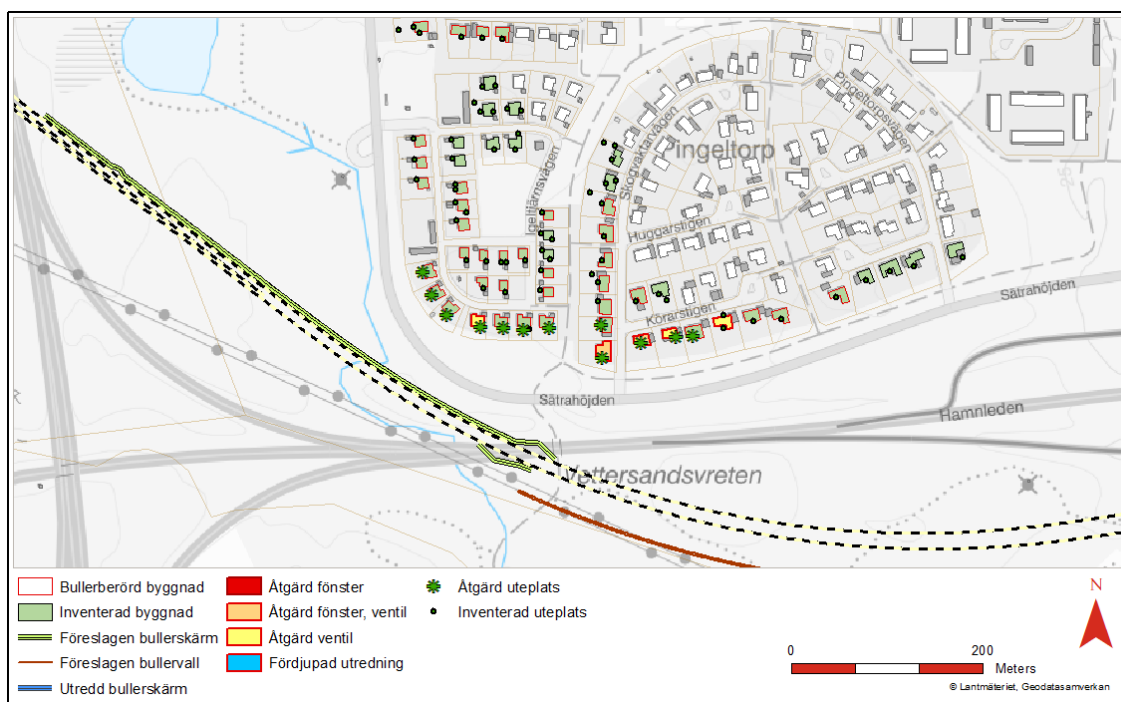 Pingeltorpsvägen
Pingeltorp
Skogvaktarvägen
Huggarstigen
Körarstigen
Sätrahöjden
Sätrahöjden
Hamnleden
Vettersandsvreten
Bullerberörd byggnad
Inventerad byggnad
Föreslagen bullerskärm
Föreslagen bullervall
Utredd bullerskärm
Åtgärd fönster
Åtgärd fönster, ventil
Åtgärd ventil
Fördjupad utredning
Åtgärd uteplats
Inventerad uteplats
N
0
200
Meters
© Lantmäteriet, Geodatasamverkan